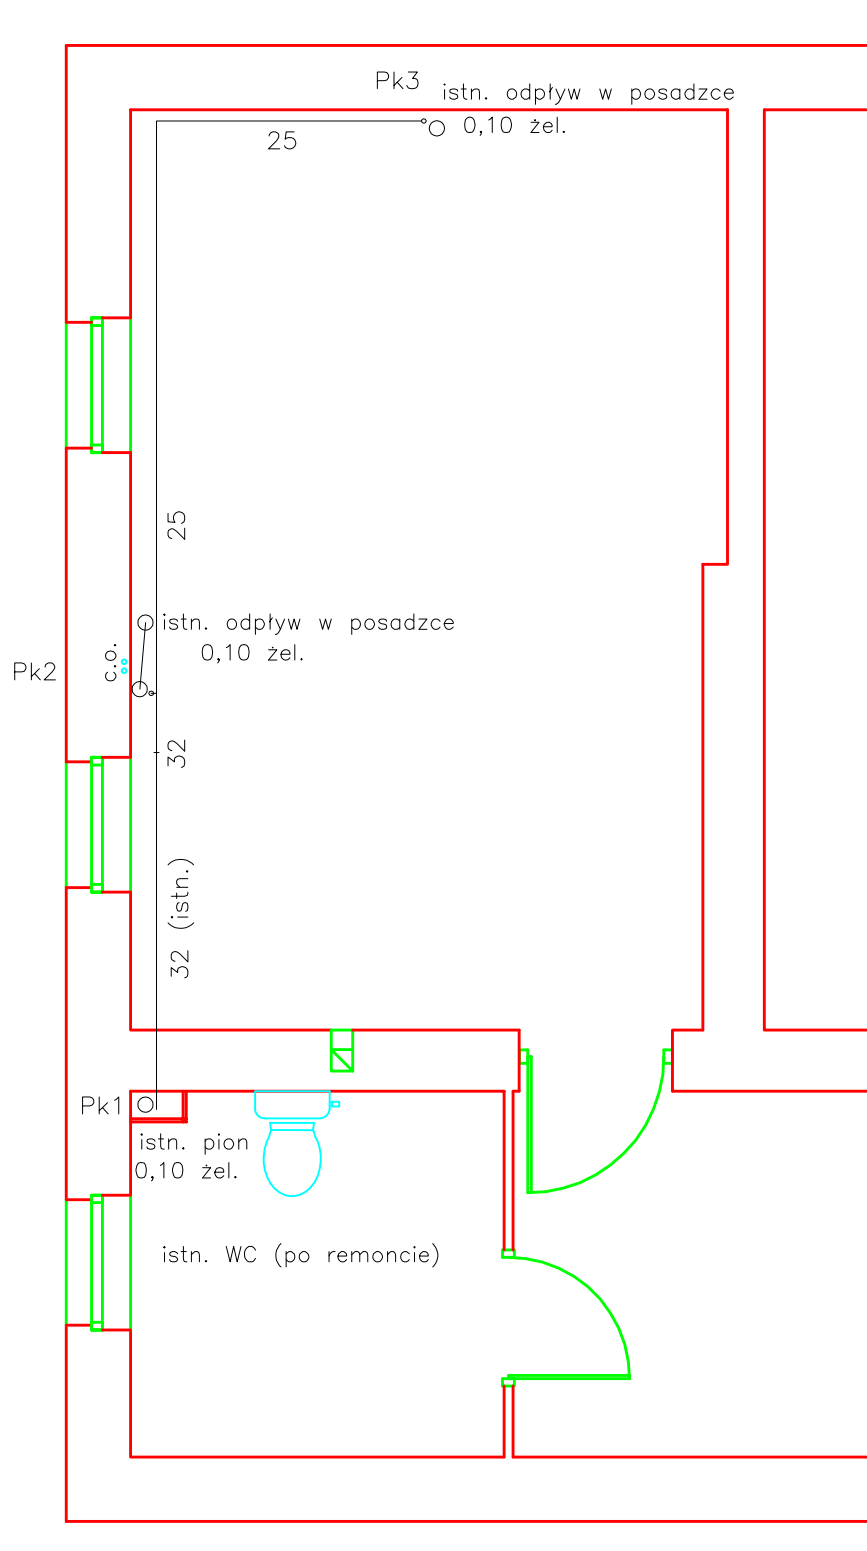 Pk3
istn. odpływ w posadzce
0,10 żel.
25
25
istn. odpływ w posadzce
0,10 żel.
c.o.
Pk2
32
32 (istn.)
Pk1
istn. pion
0,10 żel.
istn. WC (po remoncie)